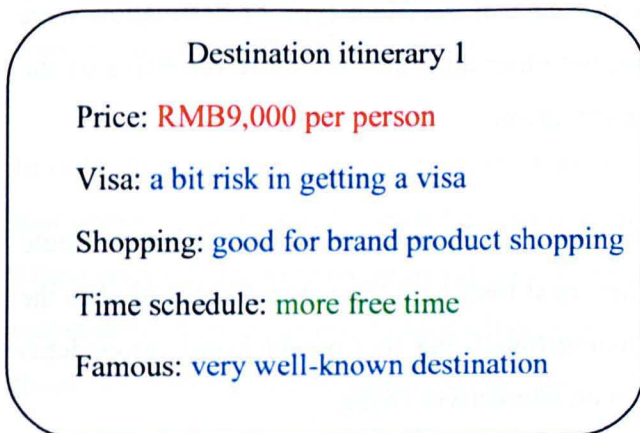 Destination itinerary 1
Price: RMB9,000 per person
Visa: a bit risk in getting a visa
Shopping: good for brand product shopping
Time schedule: more free time
Famous: very well-known destination